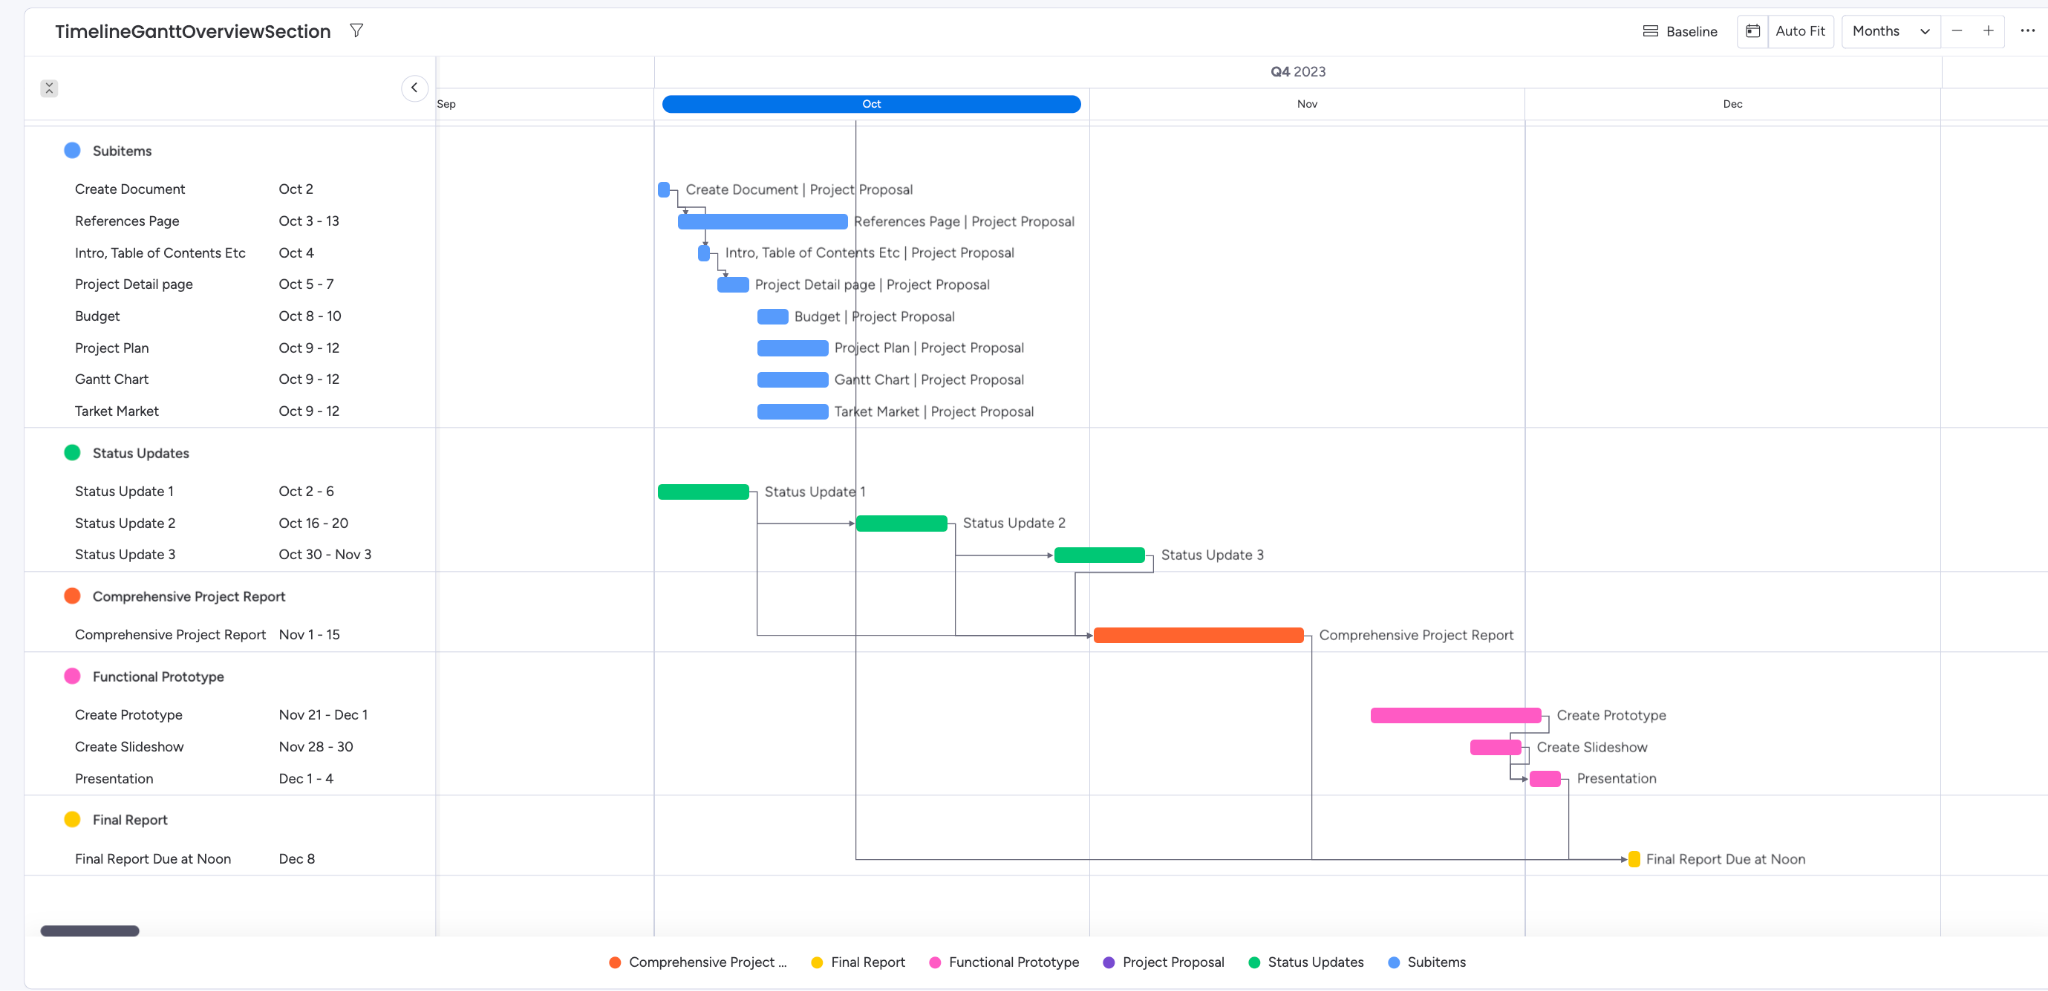 TimelineGanttOverviewSection
Baseline Auto Fit Months
Q4 2023
Sep Oct Nov Dec
Subitems
Create Document Oct 2 Create Document | Project Proposal
References Page Oct 3 - 13 References Page | Project Proposal
Intro, Table of Contents Etc Oct 4 Intro, Table of Contents Etc | Project Proposal
Project Detail page Oct 5 - 7 Project Detail page | Project Proposal
Budget Oct 8 - 10 Budget | Project Proposal
Project Plan Oct 9 - 12 Project Plan | Project Proposal
Gantt Chart Oct 9 - 12 Gantt Chart | Project Proposal
Tarket Market Oct 9 - 12 Tarket Market | Project Proposal
Status Updates
Status Update 1 Oct 2 - 6 Status Update 1
Status Update 2 Oct 16 - 20 Status Update 2
Status Update 3 Oct 30 - Nov 3 Status Update 3
Comprehensive Project Report
Comprehensive Project Report Nov 1 - 15 Comprehensive Project Report
Functional Prototype
Create Prototype Nov 21 - Dec 1 Create Prototype
Create Slideshow Nov 28 - 30 Create Slideshow
Presentation Dec 1 - 4 Presentation
Final Report
Final Report Due at Noon Dec 8 Final Report Due at Noon
Comprehensive Project ... Final Report Functional Prototype Project Proposal Status Updates Subitems